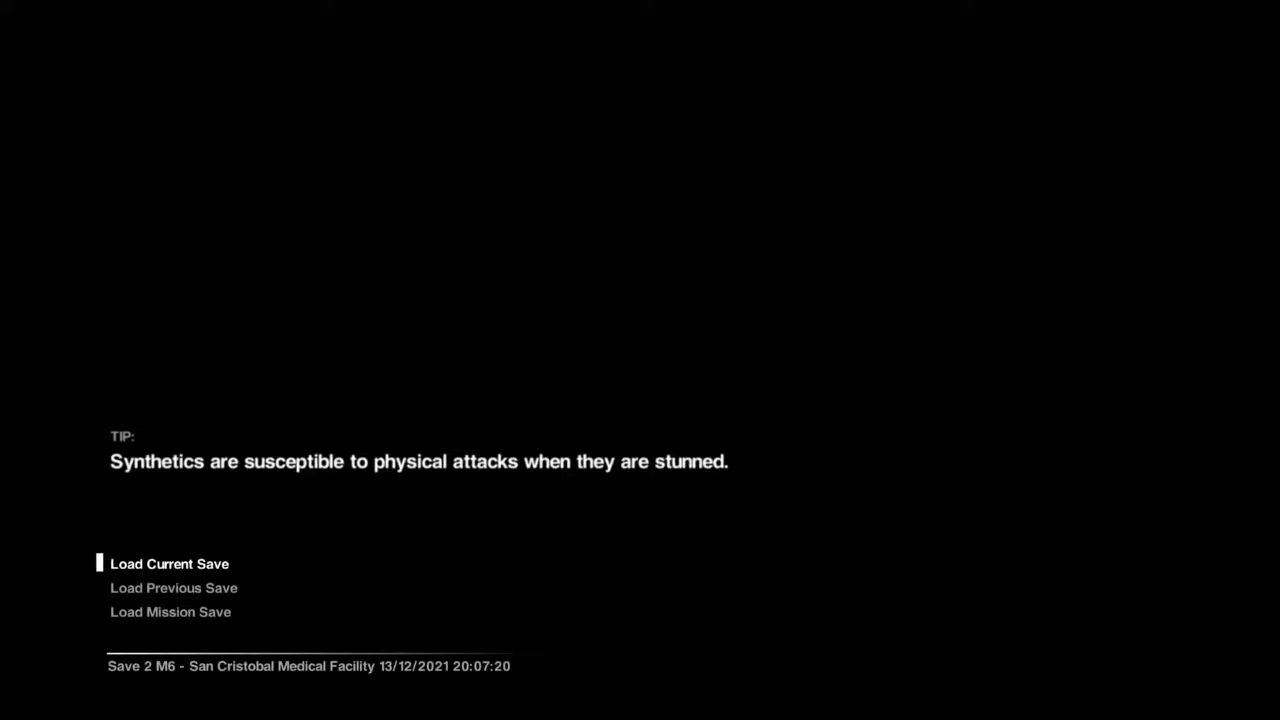 TIP:
Synthetics are susceptible to physical attacks when they are stunned.
Load Current Save
Load Previous Save
Load Mission Save
Save 2 M6 - San Cristobal Medical Facility 13/12/2021 20:07:20